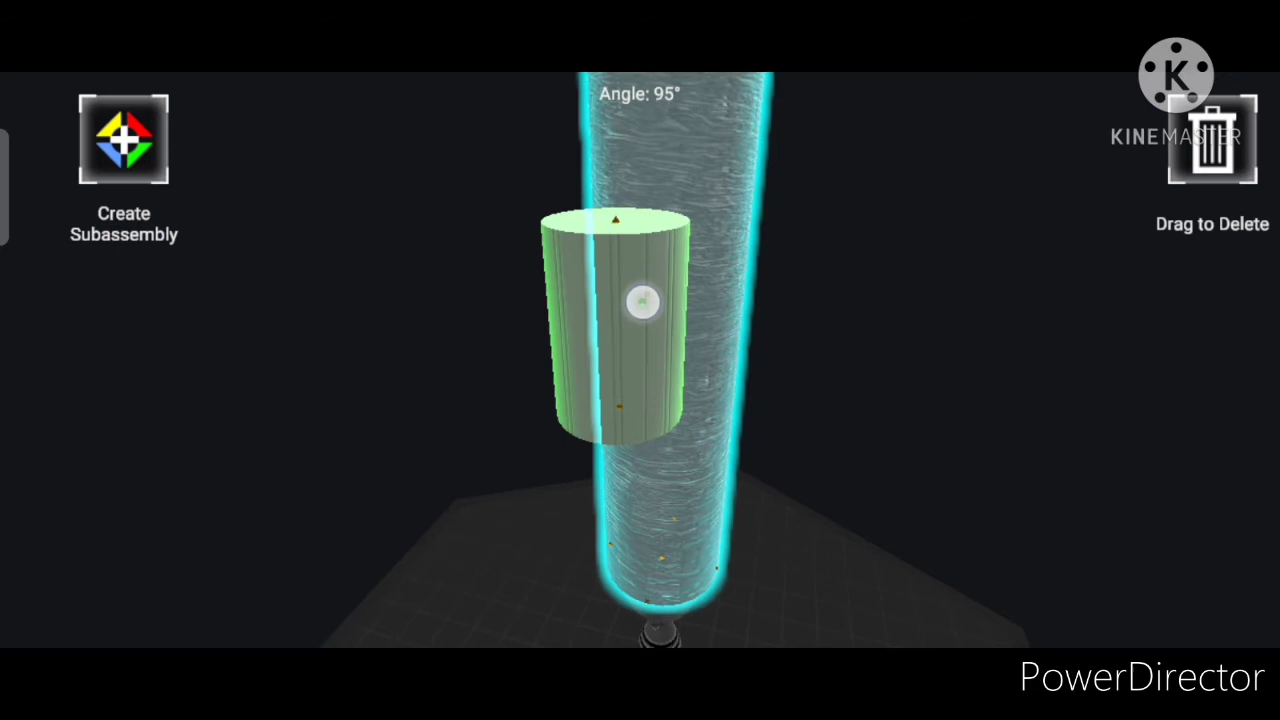 Angle: 95°
K
KINEMASTER
Create
Subassembly
Drag to Delete
PowerDirector